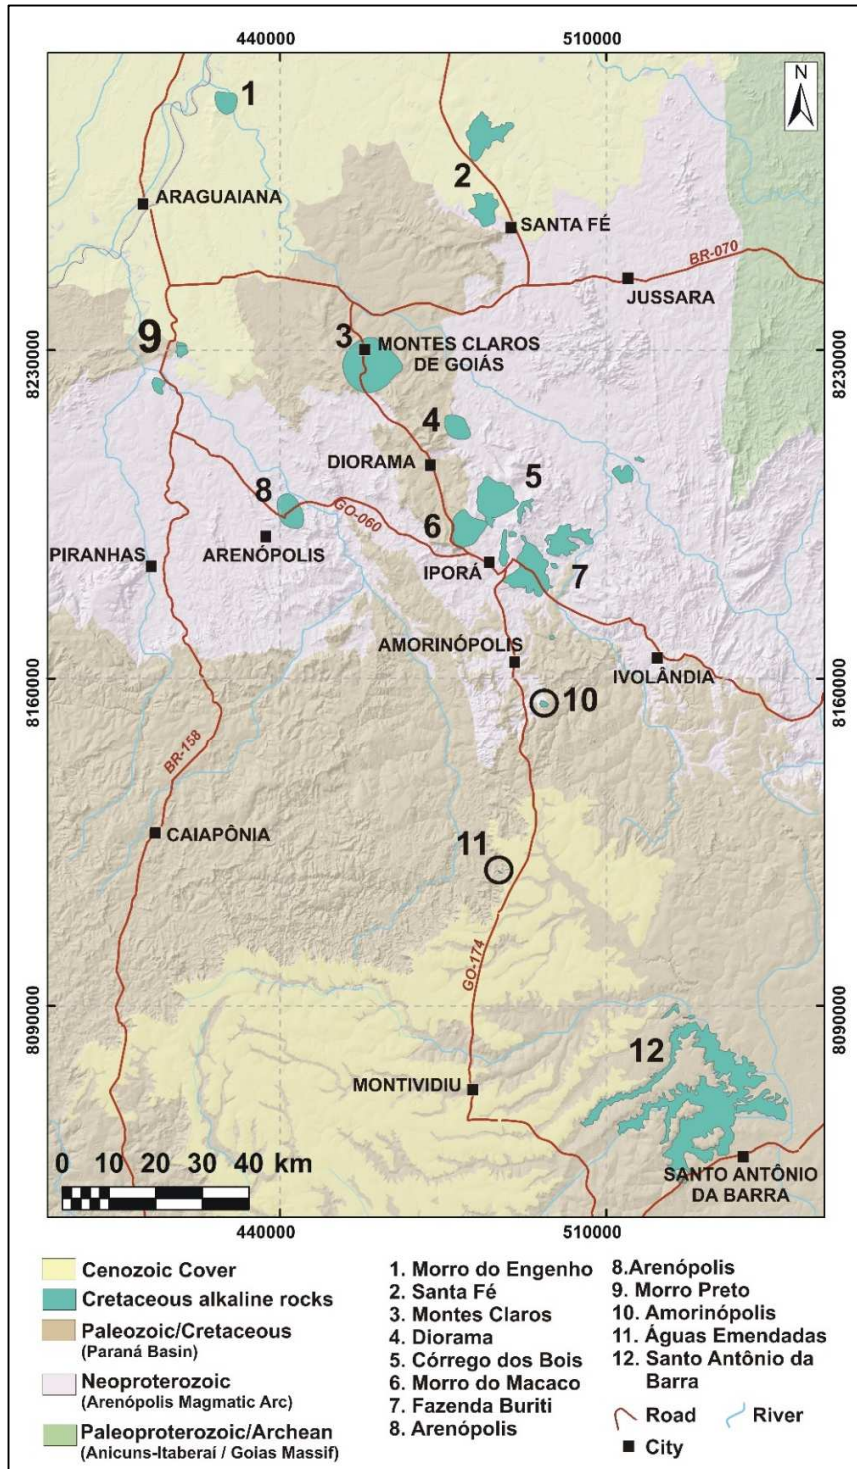 440000
510000
N
1
ARAGUAIANA
2
SANTA FÉ
BR-070
JUSSARA
9
3
MONTES CLAROS
DE GOIÁS
8230000
8230000
4
DIORAMA
5
8
GO-060
6
ARENÓPOLIS
PIRANHAS
IPORÁ
7
AMORINÓPOLIS
IVOLÂNDIA
8160000
8160000
10
BR-158
CAIAPÔNIA
11
GO-174
8090000
8090000
12
MONTIVIDIU
SANTO ANTÔNIO
DA BARRA
0 10 20 30 40 km
440000
510000
Cenozoic Cover
Cretaceous alkaline rocks
Paleozoic/Cretaceous
(Paraná Basin)
Neoproterozoic
(Arenópolis Magmatic Arc)
Paleoproterozoic/Archean
(Anicuns-Itaberaí / Goias Massif)
1. Morro do Engenho
2. Santa Fé
3. Montes Claros
4. Diorama
5. Córrego dos Bois
6. Morro do Macaco
7. Fazenda Buriti
8. Arenópolis
8.Arenópolis
9. Morro Preto
10. Amorinópolis
11. Águas Emendadas
12. Santo Antônio da
Barra
Road
River
City